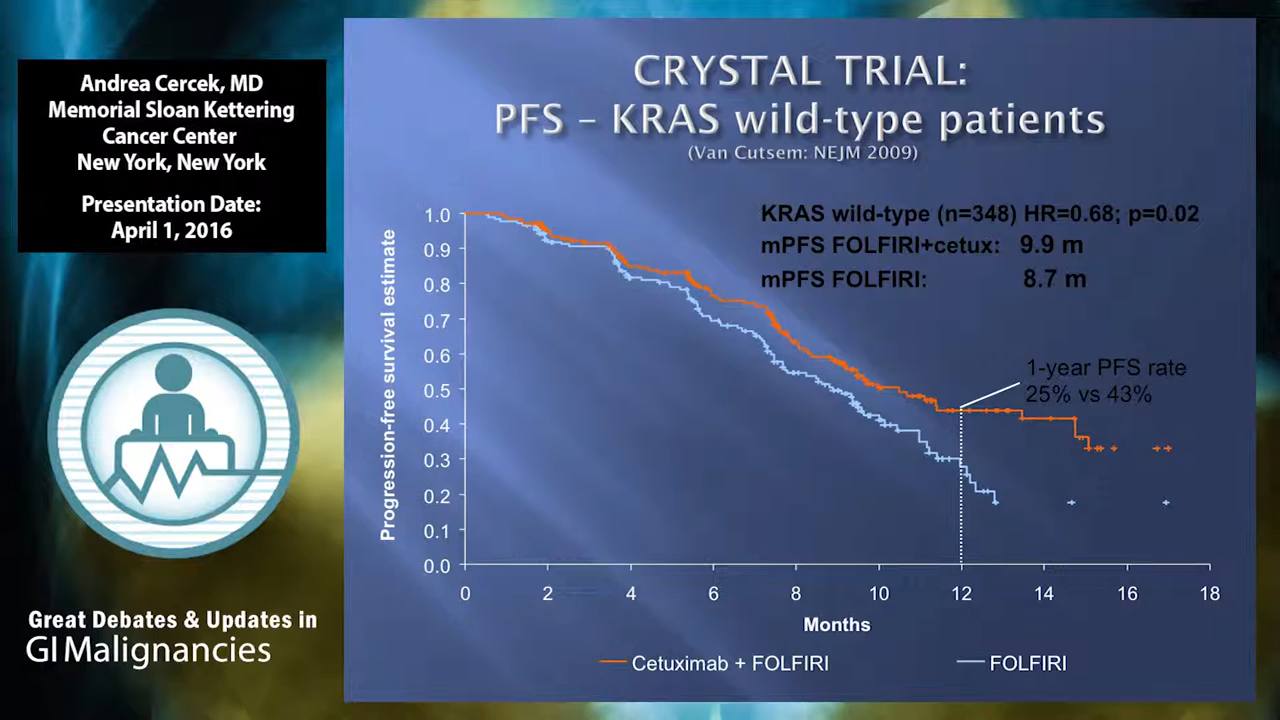 Andrea Cercek, MD
Memorial Sloan Kettering
Cancer Center
New York, New York
Presentation Date:
April 1, 2016
Great Debates & Updates in
GI Malignancies
CRYSTAL TRIAL:
PFS – KRAS wild-type patients
(Van Cutsem: NEJM 2009)
KRAS wild-type (n=348) HR=0.68; p=0.02
mPFS FOLFIRI+cetux: 9.9 m
mPFS FOLFIRI: 8.7 m
1-year PFS rate
25% vs 43%
Progression-free survival estimate
1.0
0.9
0.8
0.7
0.6
0.5
0.4
0.3
0.2
0.1
0.0
0 2 4 6 8 10 12 14 16 18
Months
Cetuximab + FOLFIRI
FOLFIRI